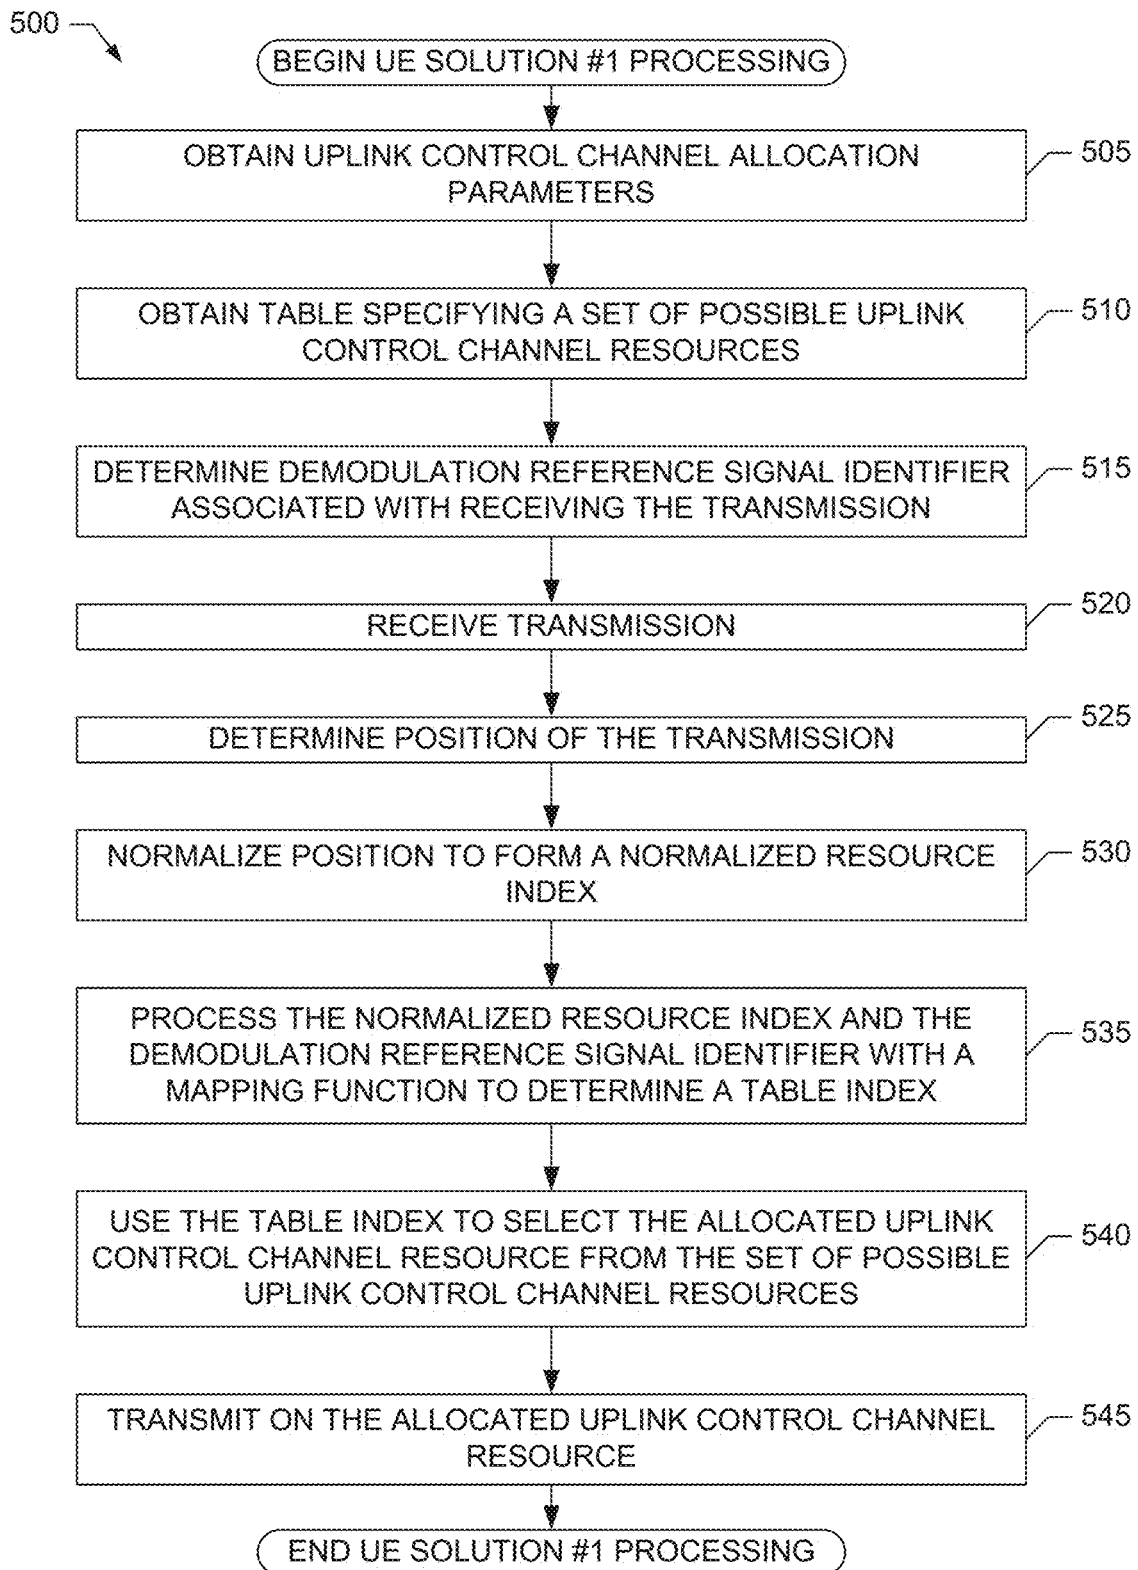 500
BEGIN UE SOLUTION #1 PROCESSING
OBTAIN UPLINK CONTROL CHANNEL ALLOCATION
PARAMETERS
505
OBTAIN TABLE SPECIFYING A SET OF POSSIBLE UPLINK
CONTROL CHANNEL RESOURCES
510
DETERMINE DEMODULATION REFERENCE SIGNAL IDENTIFIER
ASSOCIATED WITH RECEIVING THE TRANSMISSION
515
RECEIVE TRANSMISSION
520
DETERMINE POSITION OF THE TRANSMISSION
525
NORMALIZE POSITION TO FORM A NORMALIZED RESOURCE
INDEX
530
PROCESS THE NORMALIZED RESOURCE INDEX AND THE
DEMODULATION REFERENCE SIGNAL IDENTIFIER WITH A
MAPPING FUNCTION TO DETERMINE A TABLE INDEX
535
USE THE TABLE INDEX TO SELECT THE ALLOCATED UPLINK
CONTROL CHANNEL RESOURCE FROM THE SET OF POSSIBLE
UPLINK CONTROL CHANNEL RESOURCES
540
TRANSMIT ON THE ALLOCATED UPLINK CONTROL CHANNEL
RESOURCE
545
END UE SOLUTION #1 PROCESSING